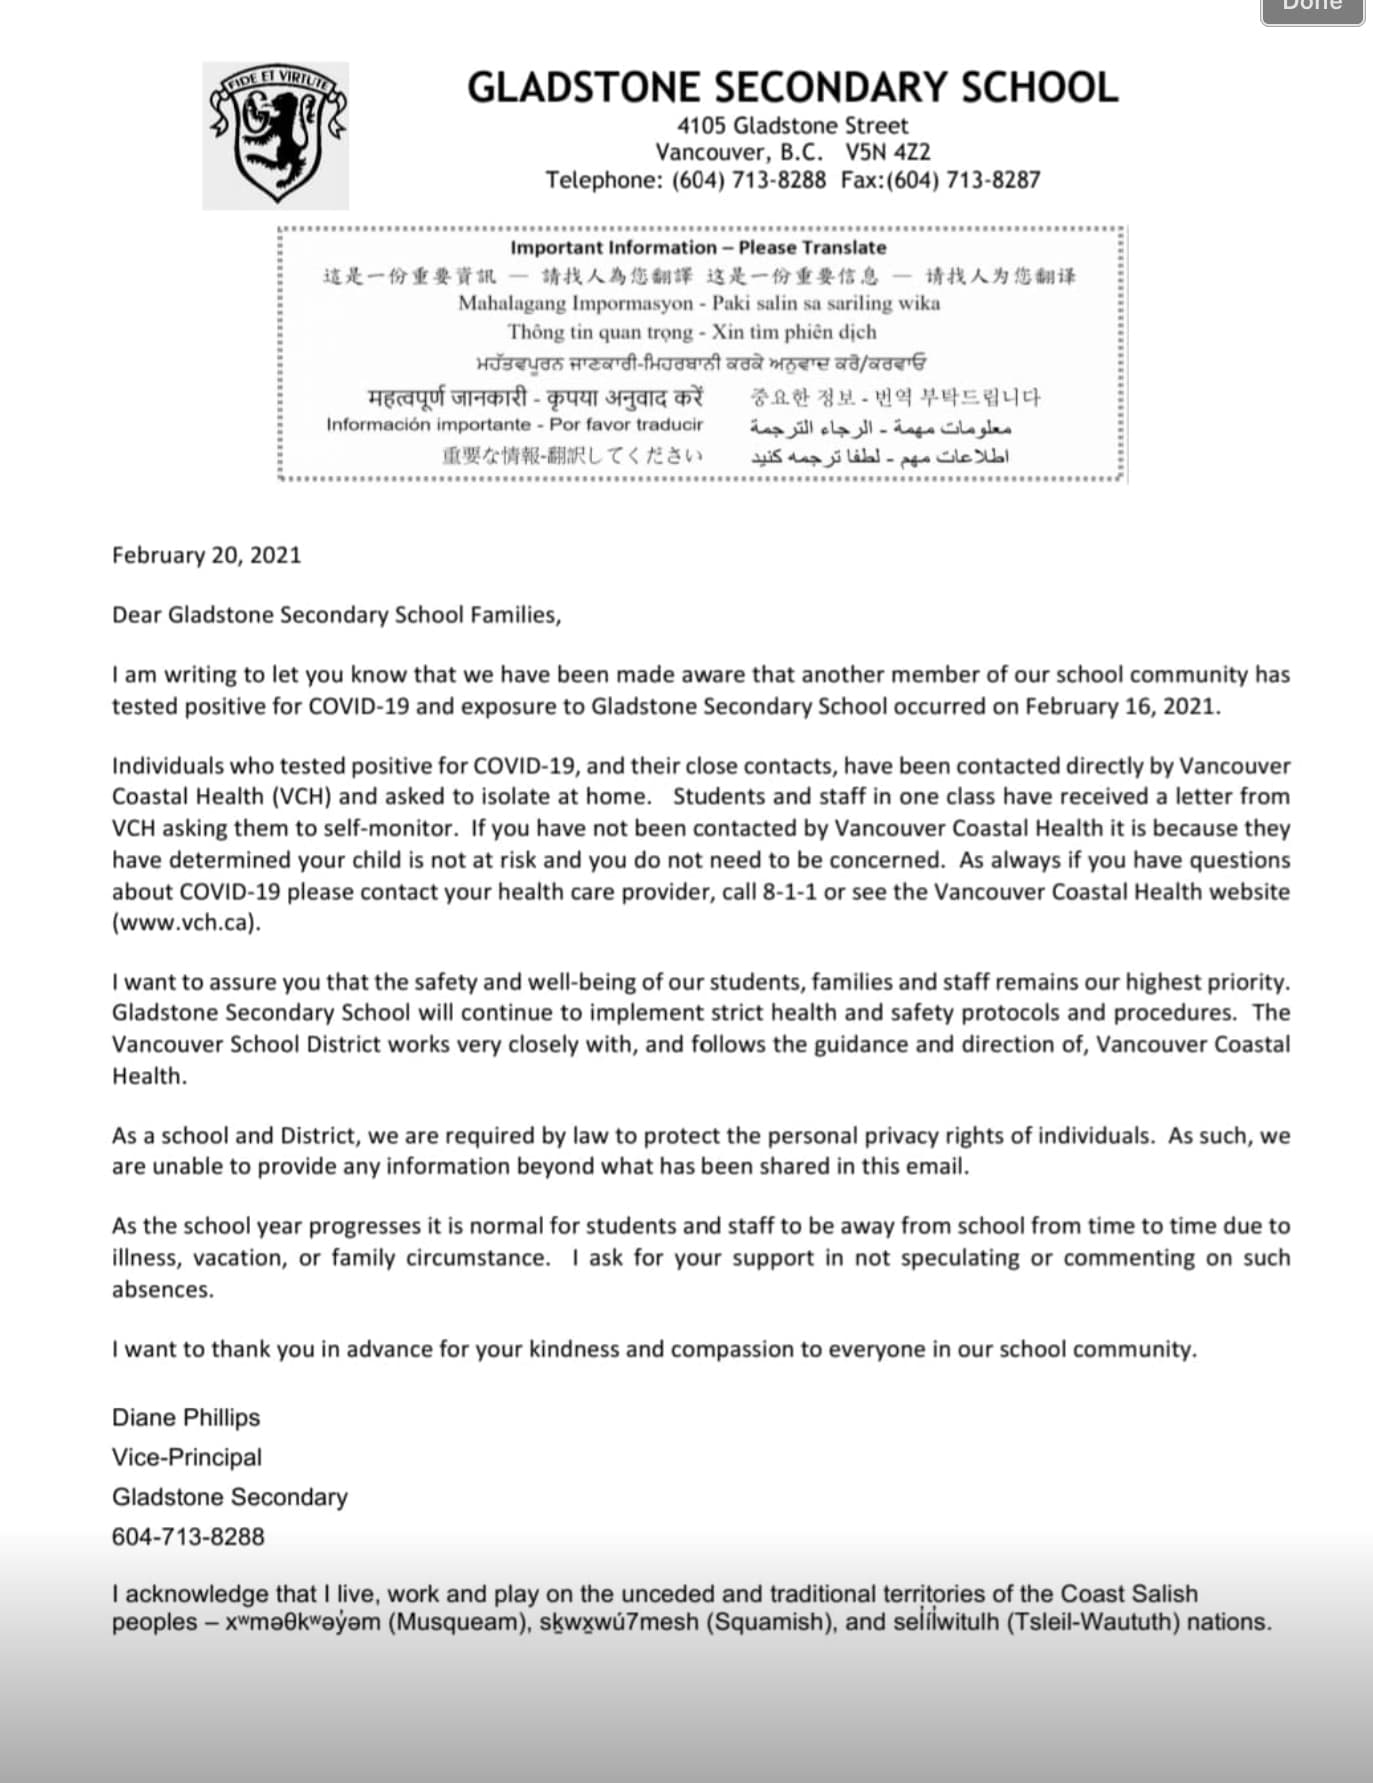 Done
FIDE ET VIRTUTE
GLADSTONE SECONDARY SCHOOL
4105 Gladstone Street
Vancouver, B.C. V5N 4Z2
Telephone: (604) 713-8288 Fax:(604) 713-8287
Important Information – Please Translate
這是一份重要資訊 — 請找人為您翻譯 这是一份重要信息 — 请找人为您翻译
Mahalagang Impormasyon - Paki salin sa sariling wika
Thông tin quan trọng - Xin tìm phiên dịch
ਮਹੱਤਵਪੂਰਨ ਜਾਣਕਾਰੀ-ਮਿਹਰਬਾਨੀ ਕਰਕੇ ਅਨੁਵਾਦ ਕਰੋ/ਕਰਵਾਓ
महत्वपूर्ण जानकारी - कृपया अनुवाद करें 중요한 정보 - 번역 부탁드립니다
Información importante - Por favor traducir معلومات مهمة - الرجاء الترجمة
重要な情報-翻訳してください اطلاعات مهم - لطفا ترجمه کنید
February 20, 2021
Dear Gladstone Secondary School Families,
I am writing to let you know that we have been made aware that another member of our school community has
tested positive for COVID-19 and exposure to Gladstone Secondary School occurred on February 16, 2021.
Individuals who tested positive for COVID-19, and their close contacts, have been contacted directly by Vancouver
Coastal Health (VCH) and asked to isolate at home. Students and staff in one class have received a letter from
VCH asking them to self-monitor. If you have not been contacted by Vancouver Coastal Health it is because they
have determined your child is not at risk and you do not need to be concerned. As always if you have questions
about COVID-19 please contact your health care provider, call 8-1-1 or see the Vancouver Coastal Health website
(www.vch.ca).
I want to assure you that the safety and well-being of our students, families and staff remains our highest priority.
Gladstone Secondary School will continue to implement strict health and safety protocols and procedures. The
Vancouver School District works very closely with, and follows the guidance and direction of, Vancouver Coastal
Health.
As a school and District, we are required by law to protect the personal privacy rights of individuals. As such, we
are unable to provide any information beyond what has been shared in this email.
As the school year progresses it is normal for students and staff to be away from school from time to time due to
illness, vacation, or family circumstance. I ask for your support in not speculating or commenting on such
absences.
I want to thank you in advance for your kindness and compassion to everyone in our school community.
Diane Phillips
Vice-Principal
Gladstone Secondary
604-713-8288
I acknowledge that I live, work and play on the unceded and traditional territories of the Coast Salish
peoples – xʷməθkʷəy̓əm (Musqueam), sḵwx̱wú7mesh (Squamish), and sel̓íl̓witulh (Tsleil-Waututh) nations.